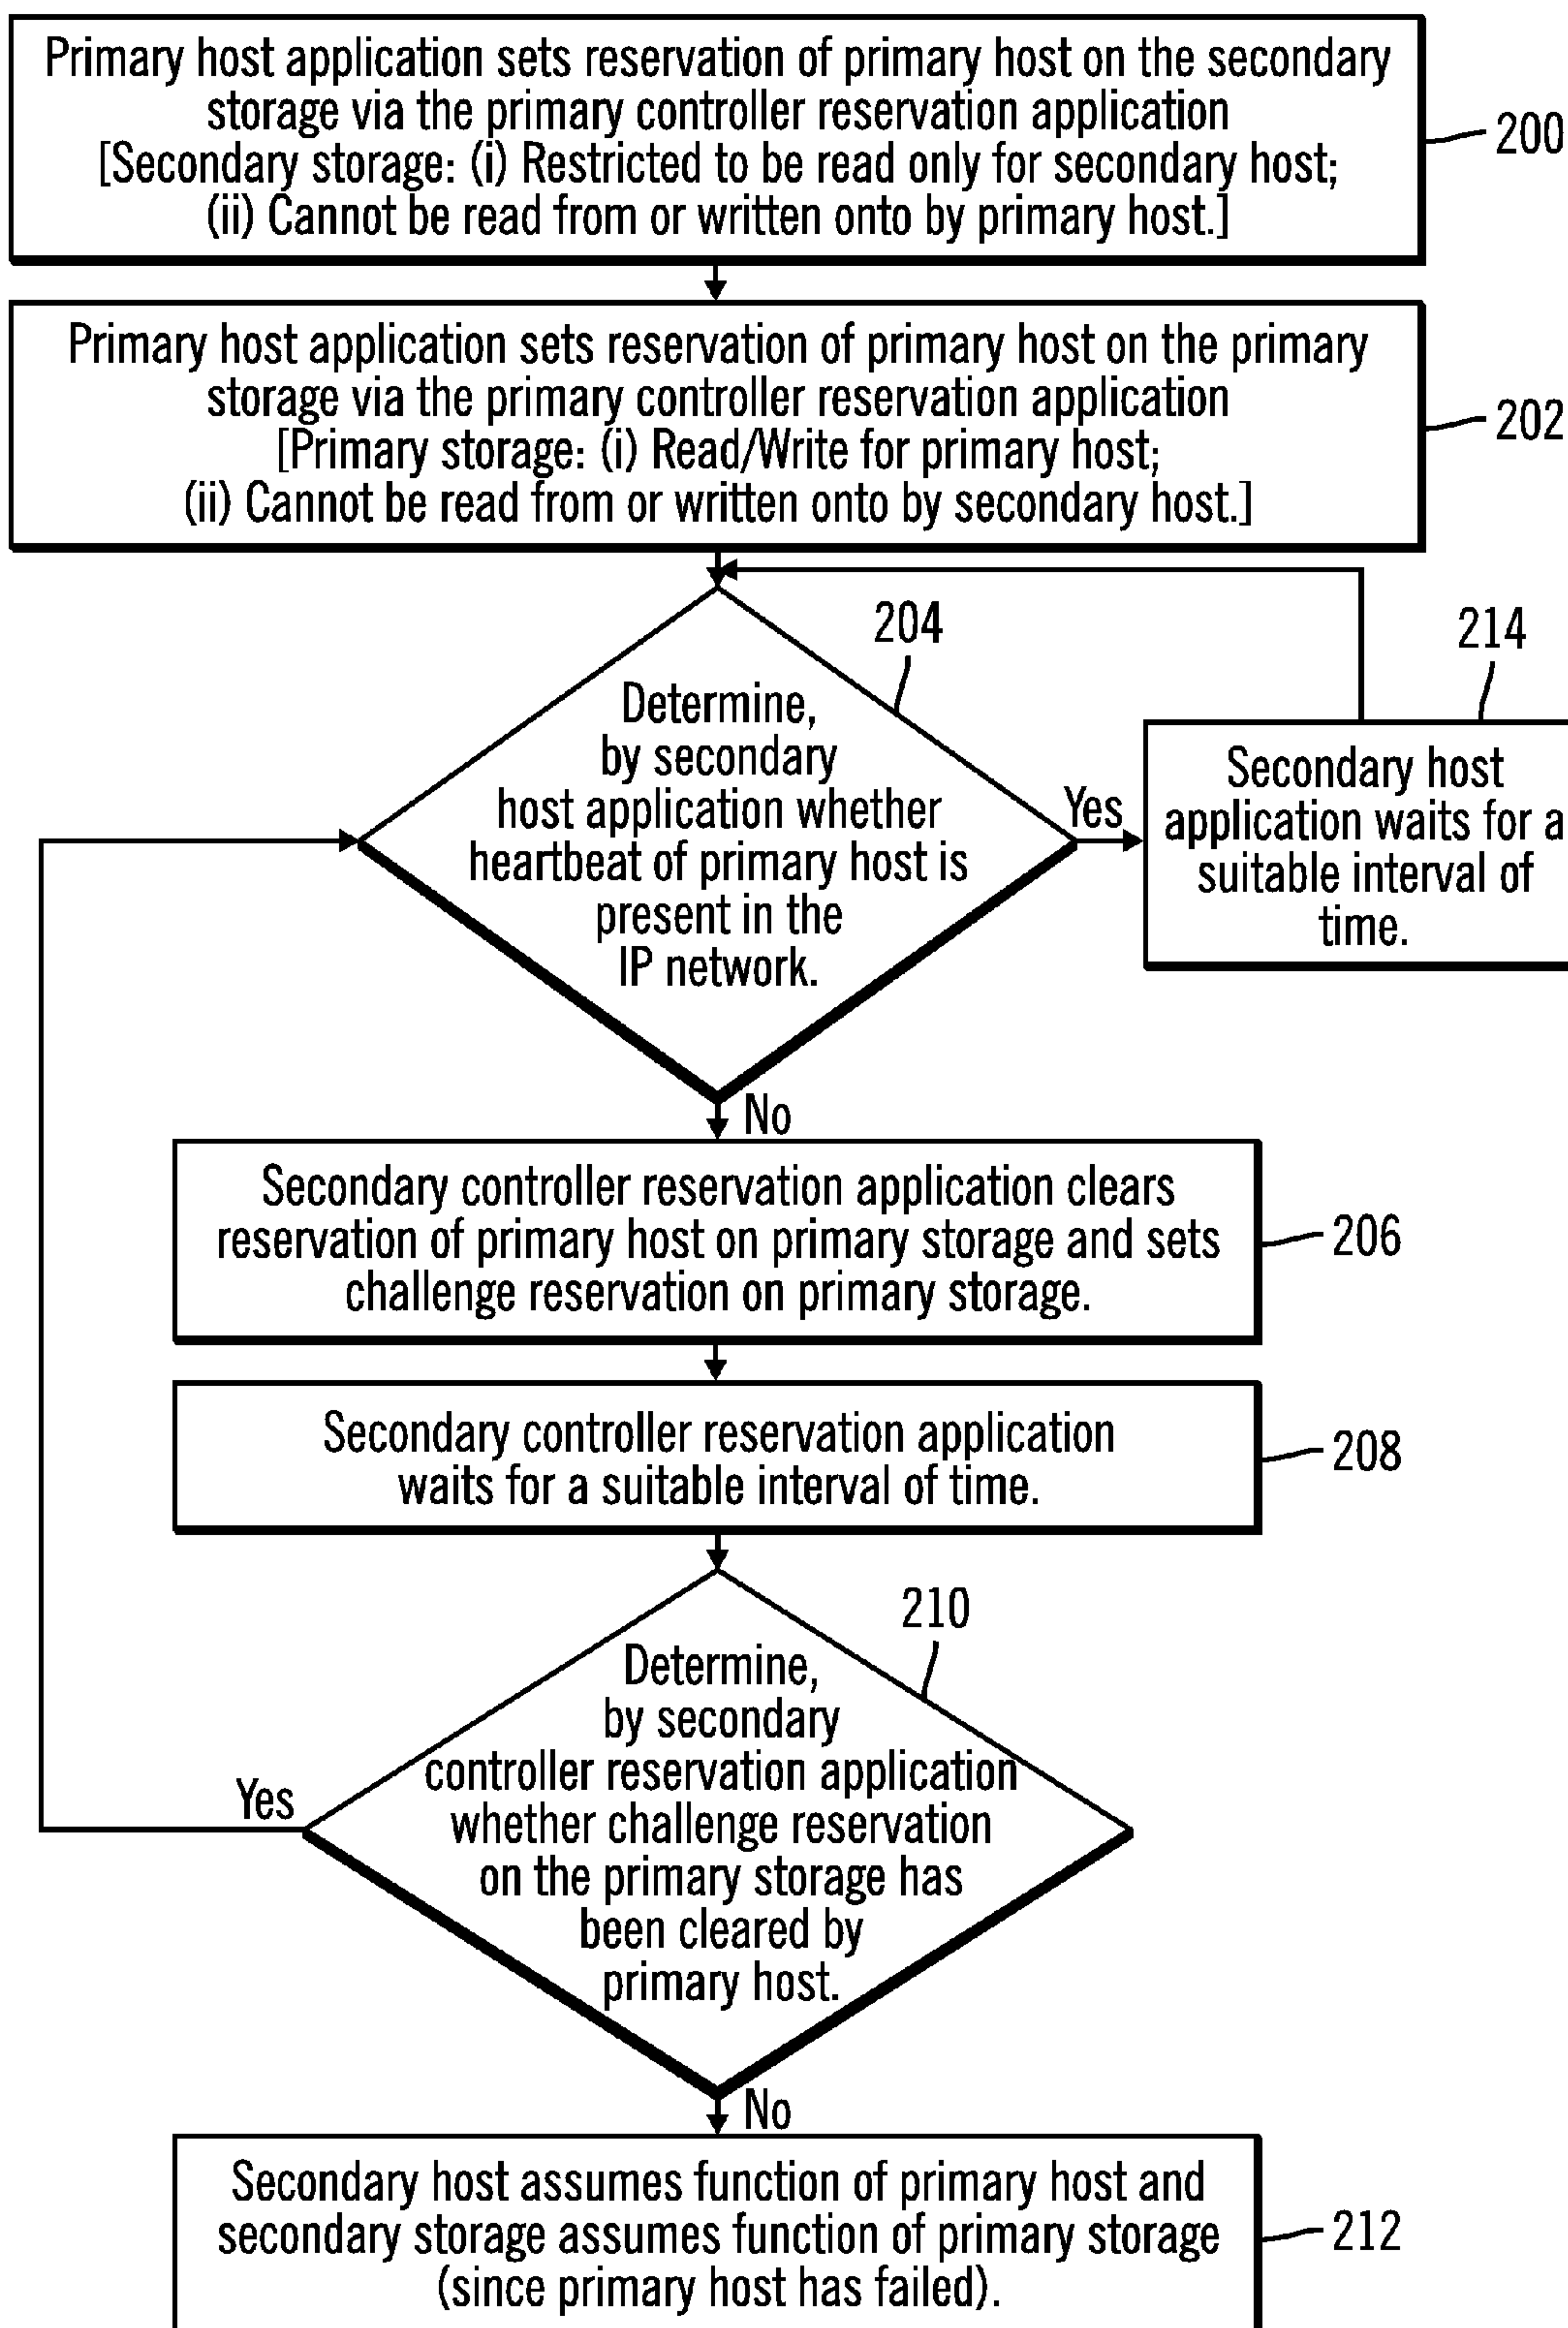 Primary host application sets reservation of primary host on the secondary
storage via the primary controller reservation application
[Secondary storage: (i) Restricted to be read only for secondary host;
(ii) Cannot be read from or written onto by primary host.]
200
Primary host application sets reservation of primary host on the primary
storage via the primary controller reservation application
[Primary storage: (i) Read/Write for primary host;
(ii) Cannot be read from or written onto by secondary host.]
202
204
Determine,
by secondary
host application whether
heartbeat of primary host is
present in the
IP network.
Yes
214
Secondary host
application waits for a
suitable interval of
time.
No
Secondary controller reservation application clears
reservation of primary host on primary storage and sets
challenge reservation on primary storage.
206
Secondary controller reservation application
waits for a suitable interval of time.
208
210
Determine,
by secondary
controller reservation application
whether challenge reservation
on the primary storage has
been cleared by
primary host.
Yes
No
Secondary host assumes function of primary host and
secondary storage assumes function of primary storage
(since primary host has failed).
212